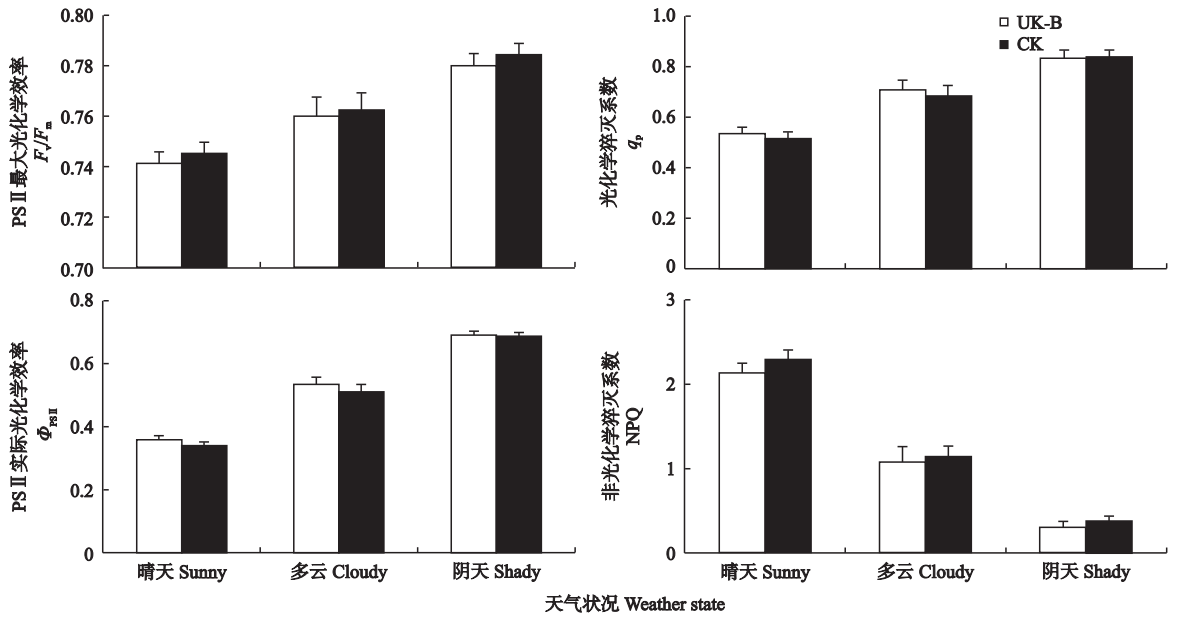 PSⅡ最大光化学效率
Fv/Fm
0.80
0.78
0.76
0.74
0.72
0.70
光化学猝灭系数
qp
1.0
0.8
0.6
0.4
0.2
0
UK-B
CK
PSⅡ实际光化学效率
ΦPSⅡ
0.8
0.6
0.4
0.2
0
晴天 Sunny
多云 Cloudy
阴天 Shady
非光化学猝灭系数
NPQ
3
2
1
0
晴天 Sunny
多云 Cloudy
阴天 Shady
天气状况 Weather state